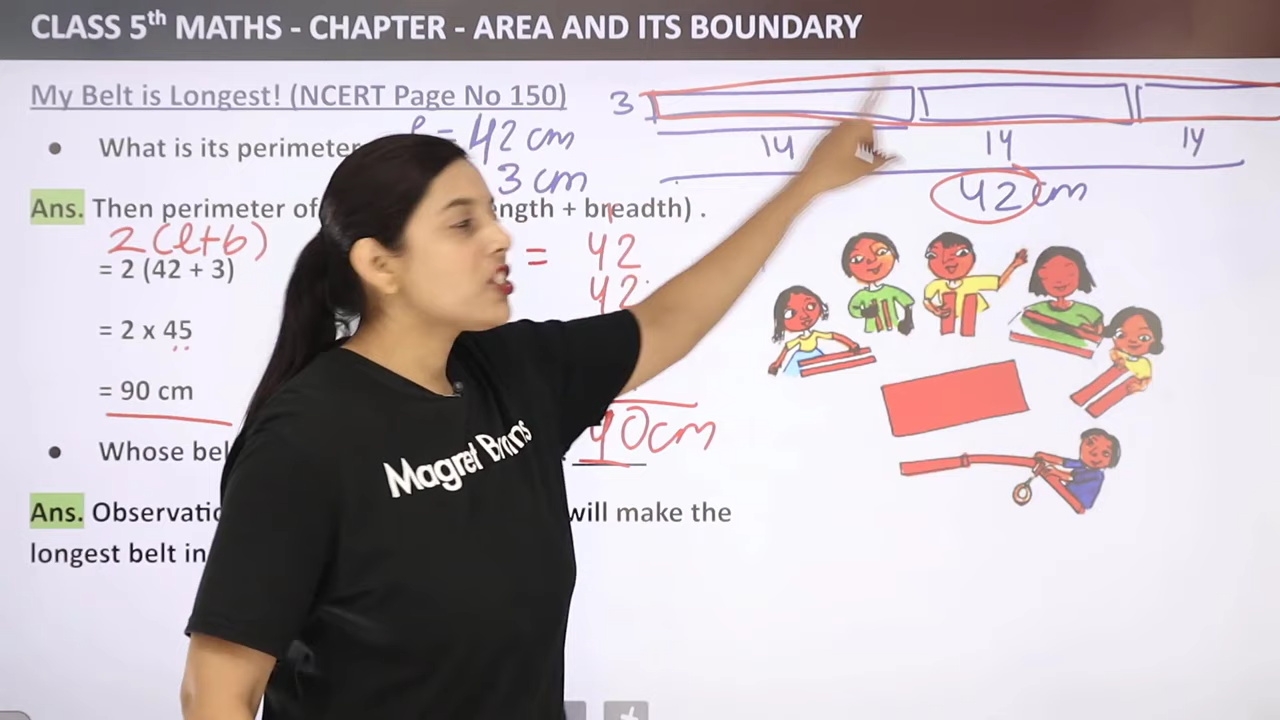 CLASS 5th MATHS - CHAPTER - AREA AND ITS BOUNDARY
My Belt is Longest! (NCERT Page No 150)
3
14 14 14
42 cm
What is its perimeter
= 42 cm
3 cm
Ans. Then perimeter of length + breadth) .
2(l+b)
= 2 (42 + 3)
= 42
42
= 2 x 45
= 90 cm
90cm
Whose bel
Ans. Observatio will make the
longest belt in
Magnet Brains